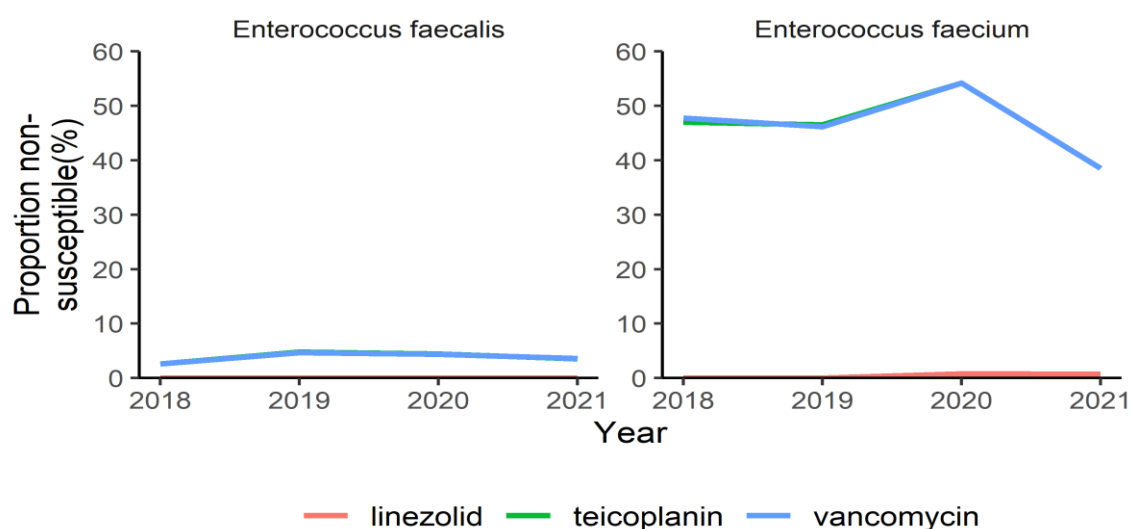 Enterococcus faecalis
Enterococcus faecium
Proportion non-
susceptible(%)
60
50
40
30
20
10
0
2018 2019 2020 2021
60
50
40
30
20
10
0
2018 2019 2020 2021
Year
linezolid teicoplanin vancomycin